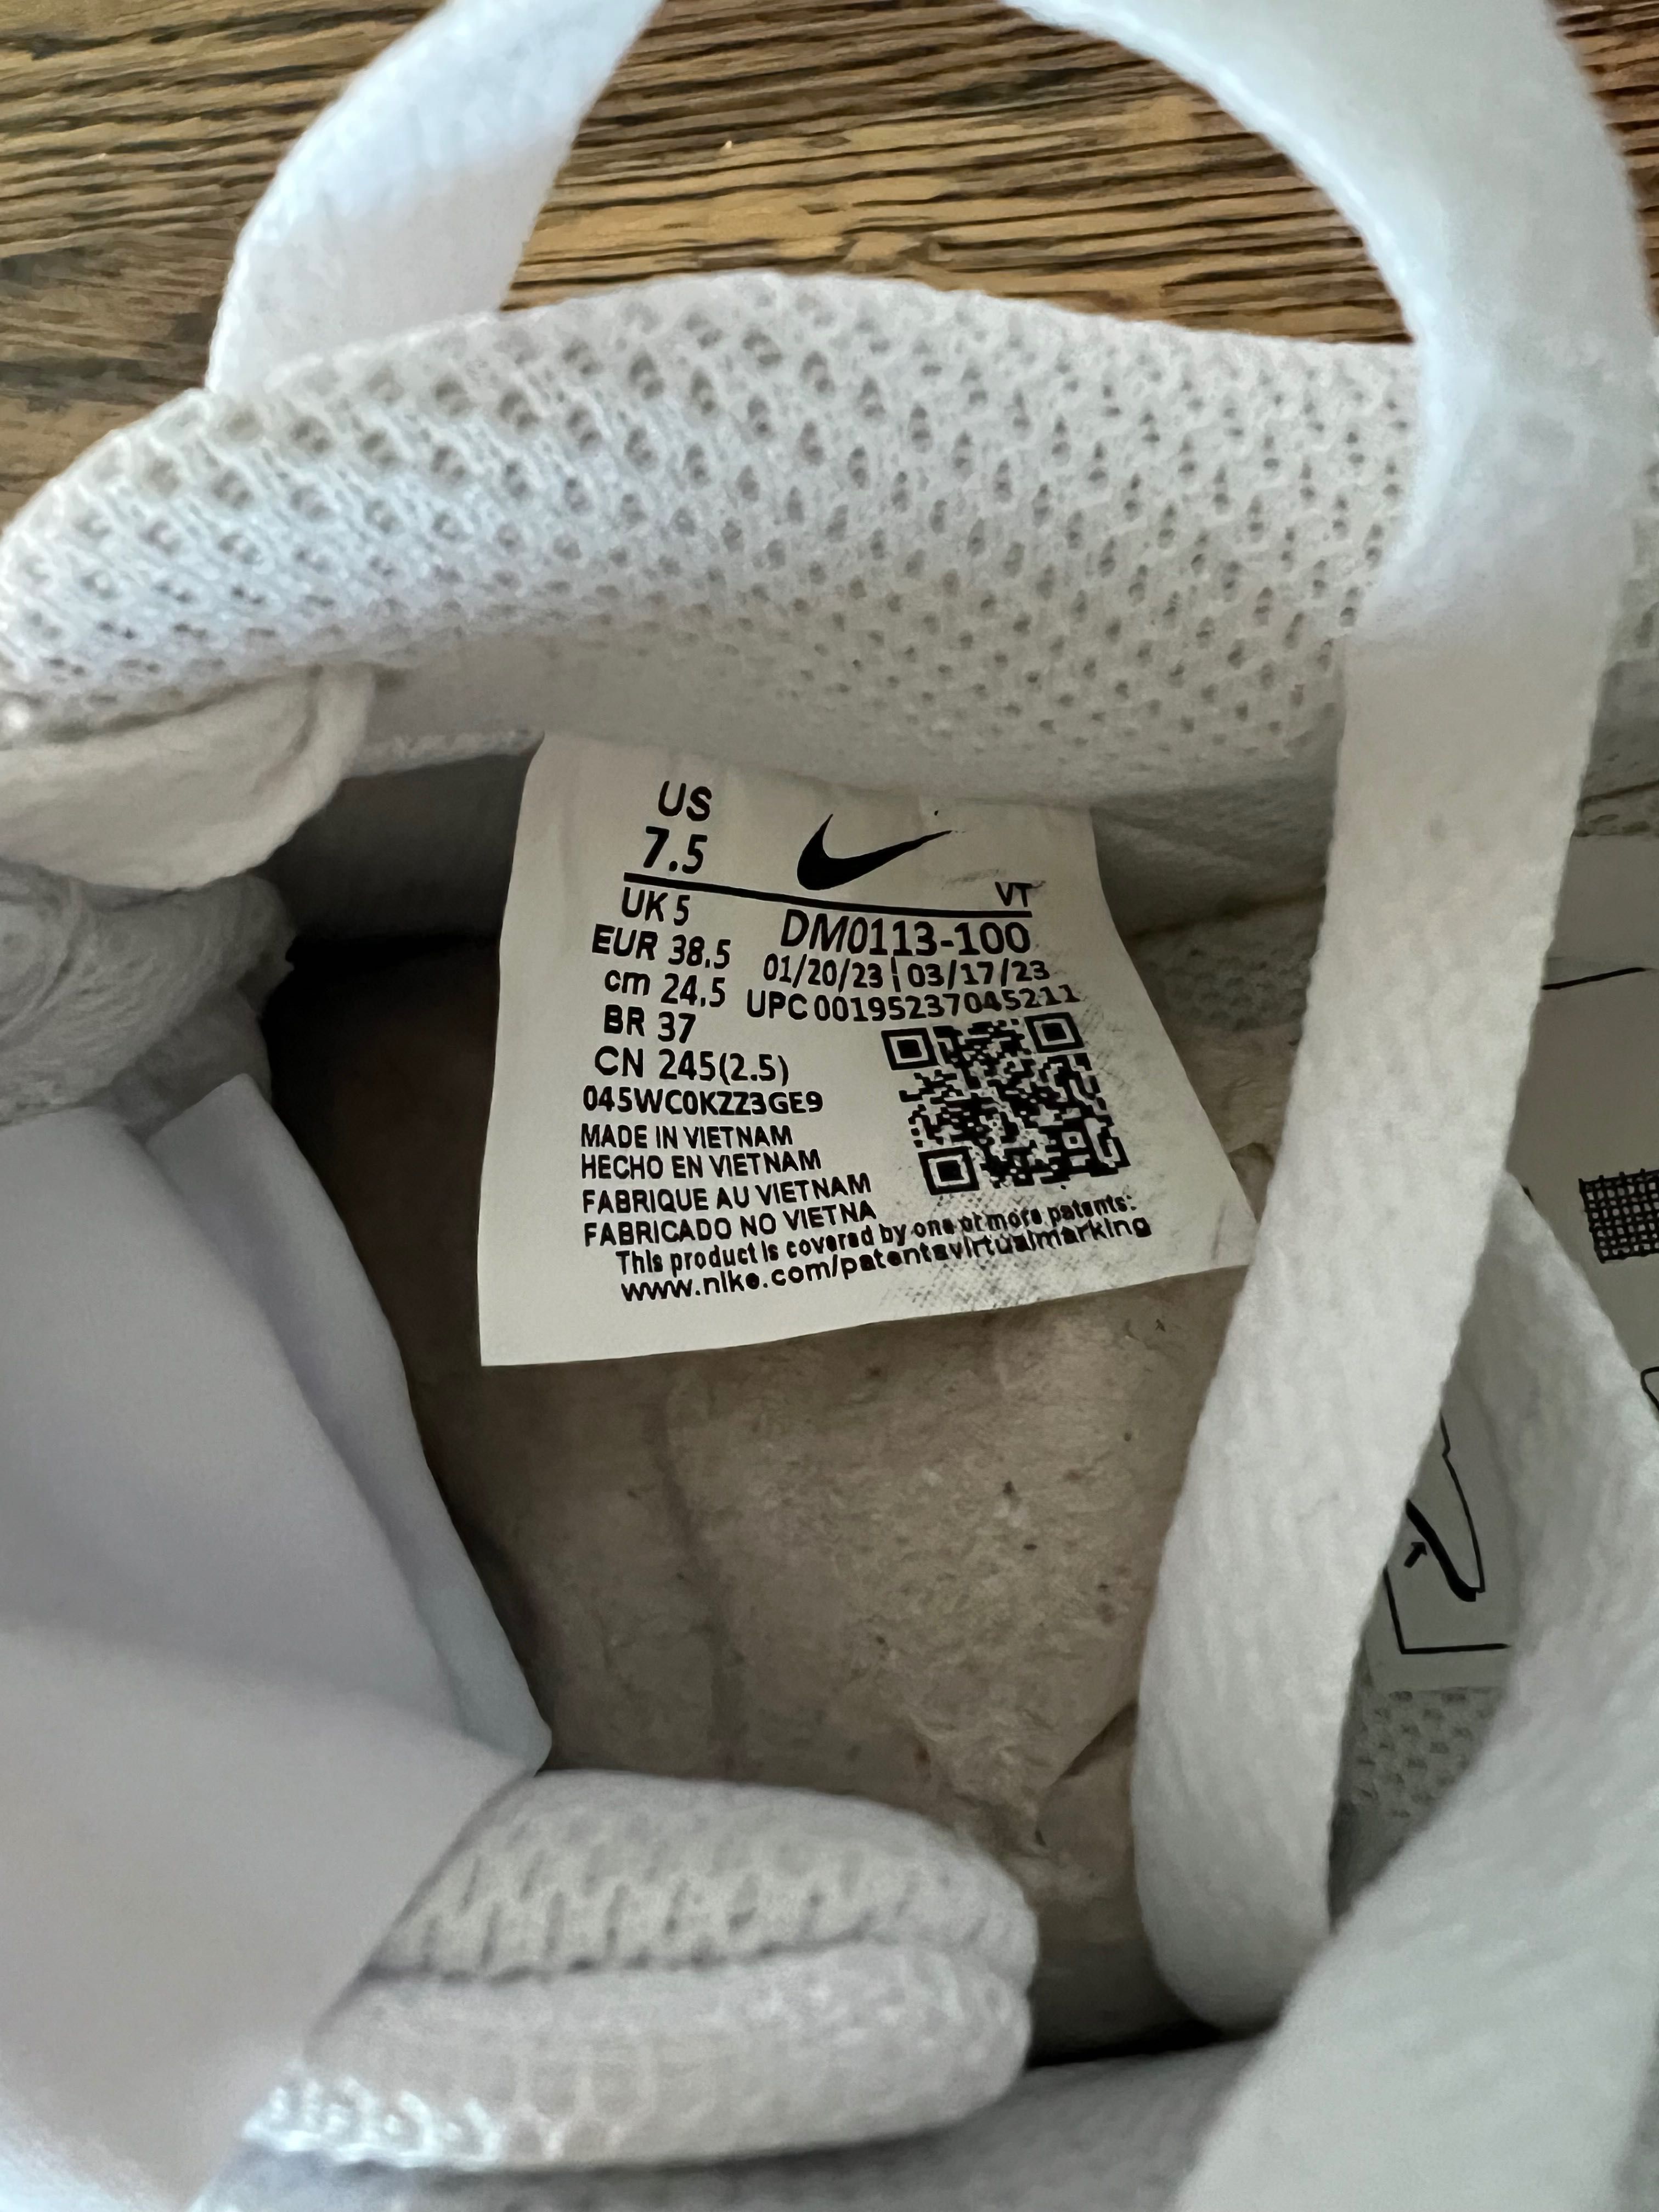 US
7.5
VT
UK 5
DM0113-100
EUR 38.5
01/20/23 | 03/17/23
cm 24.5
UPC 00195237045211
BR 37
CN 245(2.5)
045WC0KZZ3GE9
MADE IN VIETNAM
HECHO EN VIETNAM
FABRIQUE AU VIETNAM
FABRICADO NO VIETNA
This product is covered by one or more patents:
www.nike.com/patentsvirtualmarking